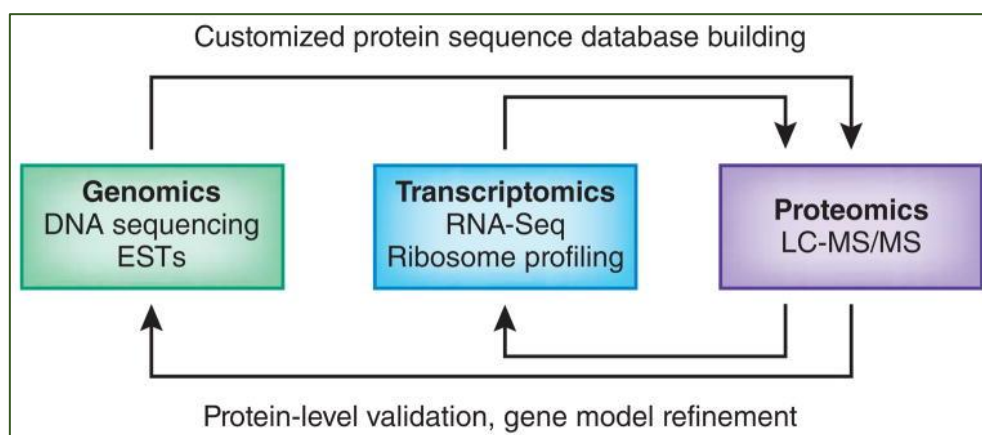 Customized protein sequence database building
Genomics
DNA sequencing
ESTs
Transcriptomics
RNA-Seq
Ribosome profiling
Proteomics
LC-MS/MS
Protein-level validation, gene model refinement